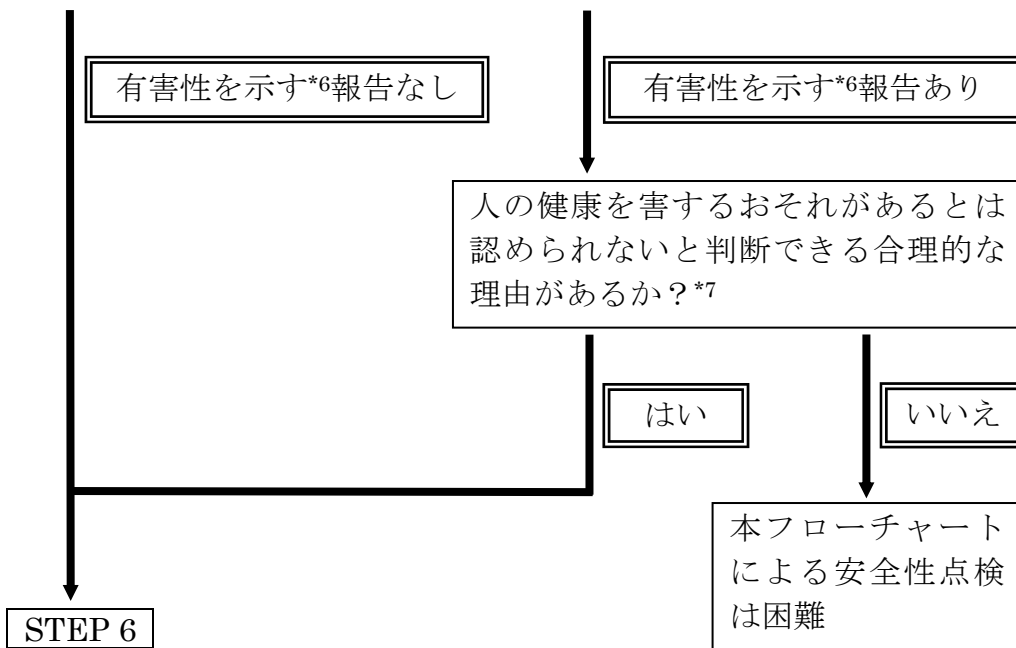 有害性を示す*6報告なし
有害性を示す*6報告あり
人の健康を害するおそれがあるとは
認められないと判断できる合理的な
理由があるか？*7
はい
いいえ
本フローチャート
による安全性点検
は困難
STEP 6